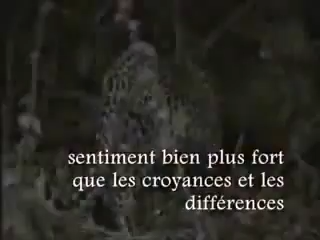 sentiment bien plus fort
que les croyances et les
différences